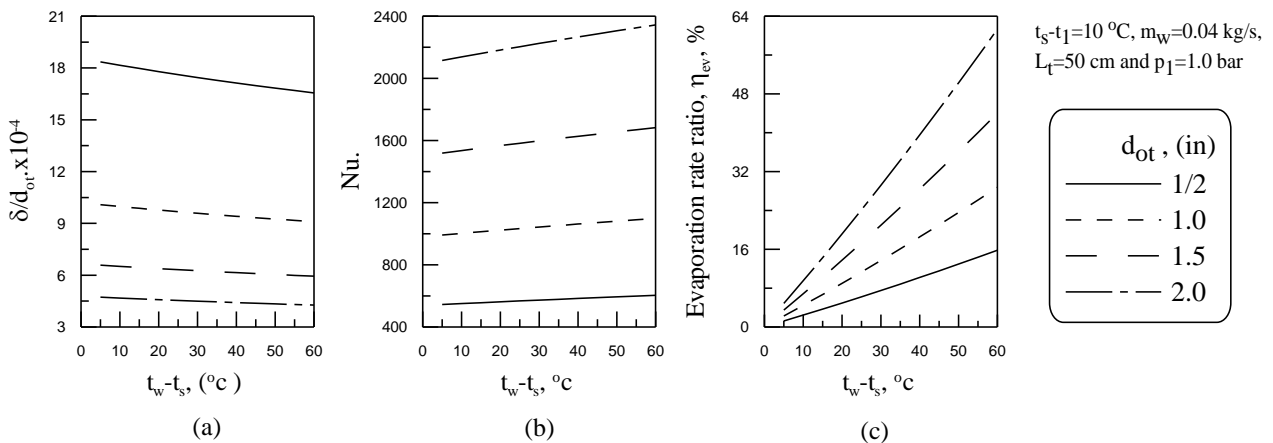 21
18
15
12
9
6
3
δ/d_ot.x10^-4
0 10 20 30 40 50 60
t_w-t_s, (°c )
(a)
2400
2000
1600
1200
800
400
Nu.
0 10 20 30 40 50 60
t_w-t_s, °c
(b)
64
48
32
16
0
Evaporation rate ratio, η_ev, %
0 10 20 30 40 50 60
t_w-t_s, °c
(c)
t_s-t_1=10 °C, m_w=0.04 kg/s,
L_t=50 cm and p_1=1.0 bar
d_ot , (in)
1/2
1.0
1.5
2.0